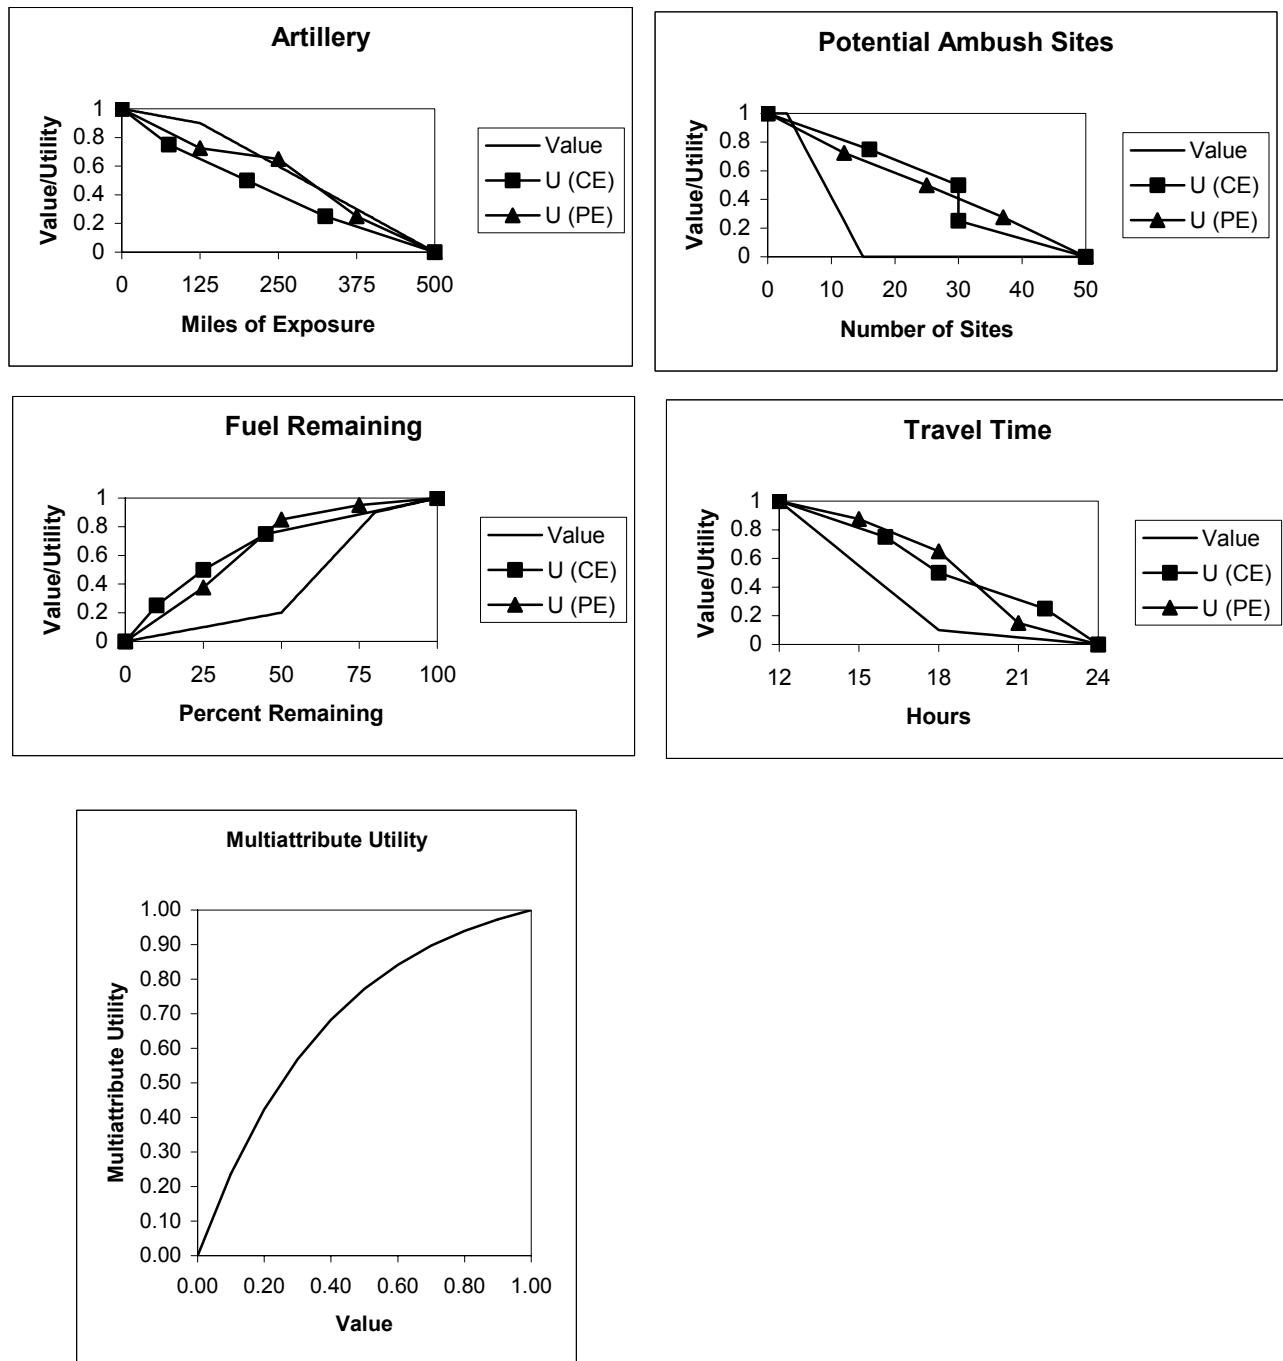 Artillery
Value/Utility
1
0.8
0.6
0.4
0.2
0
0 125 250 375 500
Miles of Exposure
Value
U (CE)
U (PE)
Potential Ambush Sites
Value/Utility
1
0.8
0.6
0.4
0.2
0
0 10 20 30 40 50
Number of Sites
Value
U (CE)
U (PE)
Fuel Remaining
Value/Utility
1
0.8
0.6
0.4
0.2
0
0 25 50 75 100
Percent Remaining
Value
U (CE)
U (PE)
Travel Time
Value/Utility
1
0.8
0.6
0.4
0.2
0
12 15 18 21 24
Hours
Value
U (CE)
U (PE)
Multiattribute Utility
Multiattribute Utility
1.00
0.90
0.80
0.70
0.60
0.50
0.40
0.30
0.20
0.10
0.00
0.00 0.20 0.40 0.60 0.80 1.00
Value